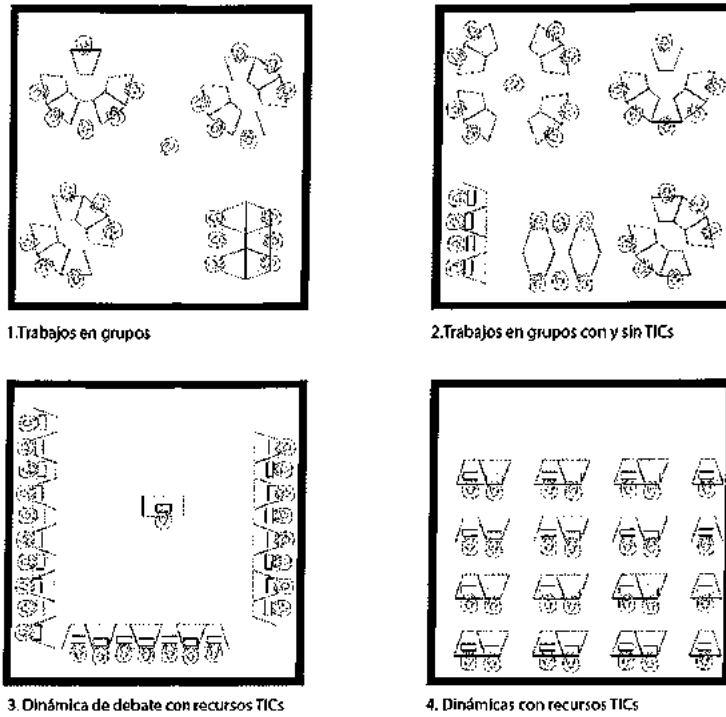 1.Trabajos en grupos
2.Trabajos en grupos con y sin TICs
3. Dinámica de debate con recursos TICs
4. Dinámicas con recursos TICs